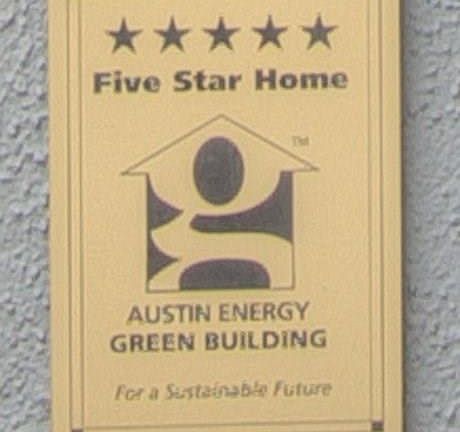 Five Star Home
TM
AUSTIN ENERGY
GREEN BUILDING
For a Sustainable Future